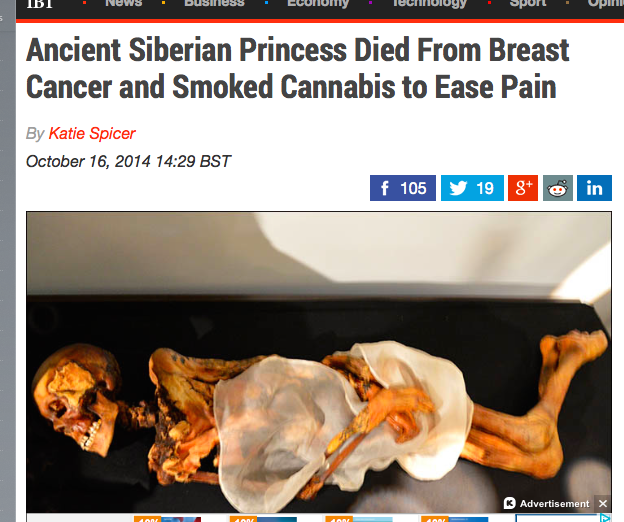 IBT News Business Economy Technology Sport
Ancient Siberian Princess Died From Breast
Cancer and Smoked Cannabis to Ease Pain
By Katie Spicer
October 16, 2014 14:29 BST
f 105 19 g+ in
K Advertisement X